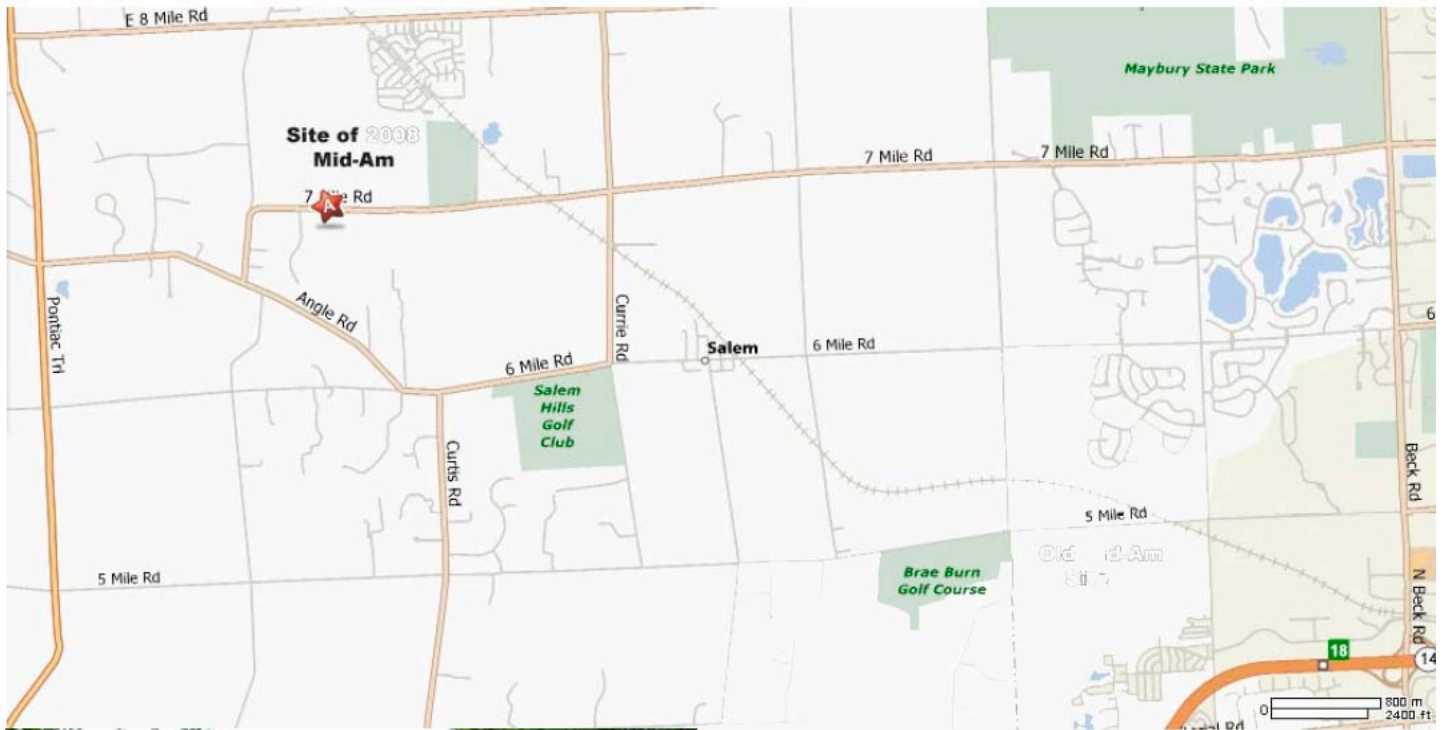 E 8 Mile Rd
Maybury State Park
Site of 2008
Mid-Am
7 Mile Rd
7 Mile Rd
7 Mile Rd
A
Pontiac Trl
Angle Rd
Currie Rd
6 Mile Rd
Salem
6 Mile Rd
6
Salem
Hills
Golf
Club
Curtis Rd
Beck Rd
5 Mile Rd
Old
5 Mile Rd
Brae Burn
Golf Course
N Beck Rd
18
14
0
800 m
2400 ft
Rd